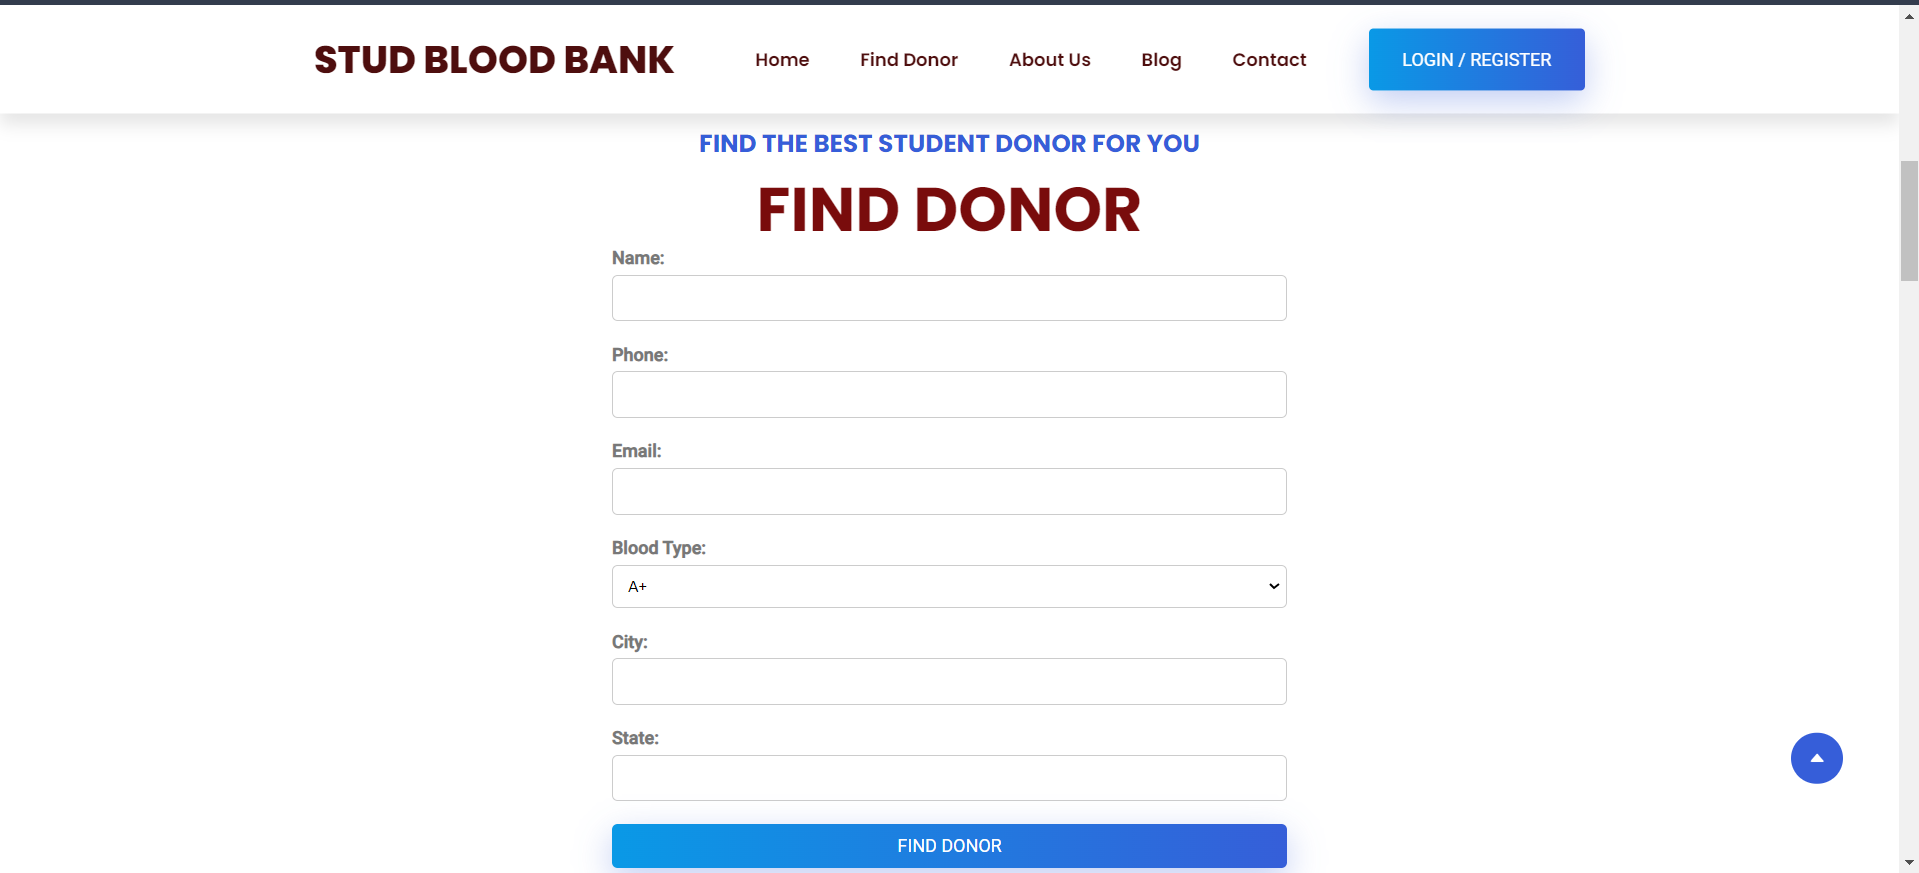 STUD BLOOD BANK
Home
Find Donor
About Us
Blog
Contact
LOGIN / REGISTER
FIND THE BEST STUDENT DONOR FOR YOU
FIND DONOR
Name:
Phone:
Email:
Blood Type:
A+
City:
State:
FIND DONOR